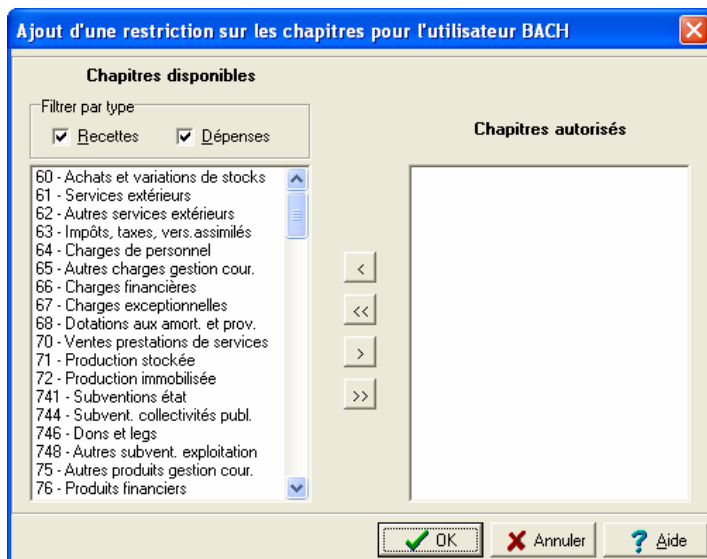 Ajout d'une restriction sur les chapitres pour l'utilisateur BACH
Chapitres disponibles
Filtrer par type
Recettes
Dépenses
Chapitres autorisés
60 - Achats et variations de stocks
61 - Services extérieurs
62 - Autres services extérieurs
63 - Impôts, taxes, vers.assimilés
64 - Charges de personnel
65 - Autres charges gestion cour.
66 - Charges financières
67 - Charges exceptionnelles
68 - Dotations aux amort. et prov.
70 - Ventes prestations de services
71 - Production stockée
72 - Production immobilisée
741 - Subventions état
744 - Subvent. collectivités publ.
746 - Dons et legs
748 - Autres subvent. exploitation
75 - Autres produits gestion cour.
76 - Produits financiers
<
<<
>
>>
OK
Annuler
? Aide